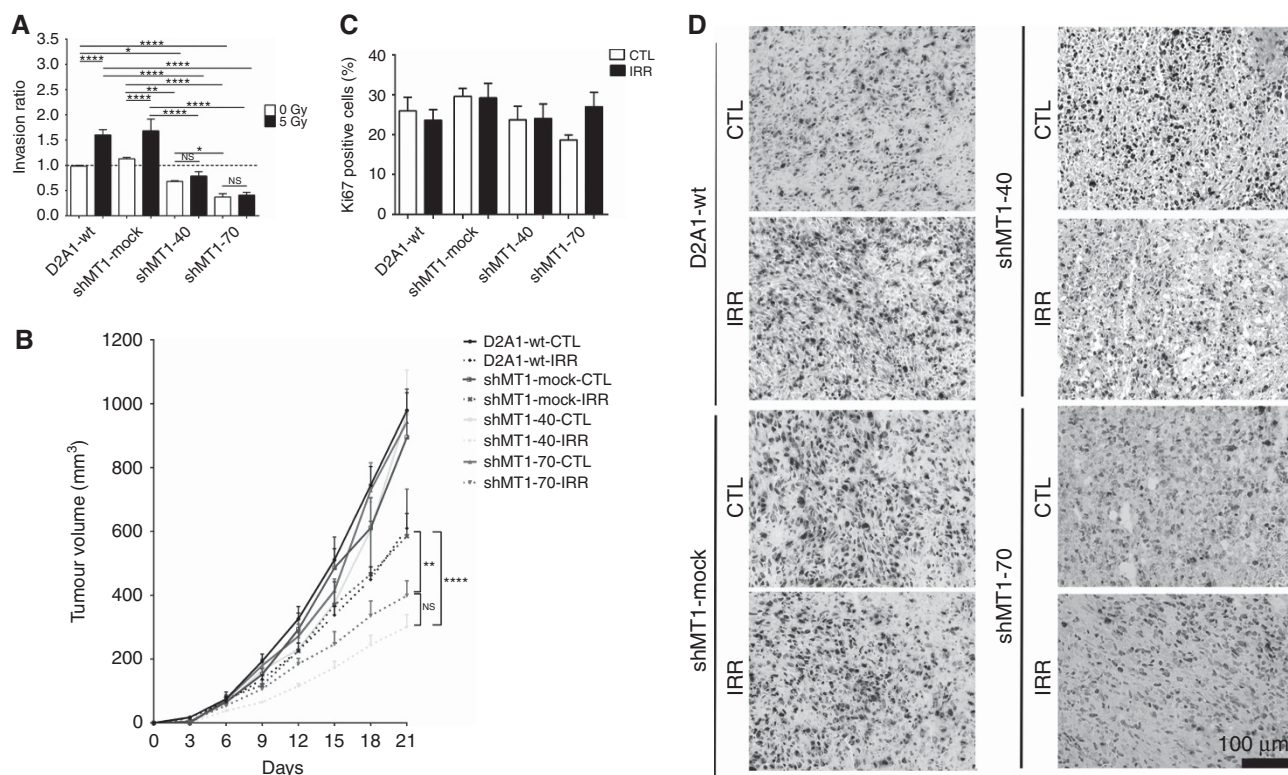 A
3.5
3.0
2.5
2.0
1.5
1.0
0.5
0.0
Invasion ratio
****
*
****
****
****
****
**
****
****
****
*
NS
NS
0 Gy
5 Gy
D2A1-wt
shMT1-mock
shMT1-40
shMT1-70
C
40
30
20
10
0
Ki67 positive cells (%)
CTL
IRR
D2A1-wt
shMT1-mock
shMT1-40
shMT1-70
B
1200
1000
800
600
400
200
0
Tumour volume (mm³)
0 3 6 9 12 15 18 21
Days
D2A1-wt-CTL
D2A1-wt-IRR
shMT1-mock-CTL
shMT1-mock-IRR
shMT1-40-CTL
shMT1-40-IRR
shMT1-70-CTL
shMT1-70-IRR
**
NS
****
D
D2A1-wt
CTL
IRR
shMT1-mock
CTL
IRR
shMT1-40
CTL
IRR
shMT1-70
CTL
IRR
100 μm